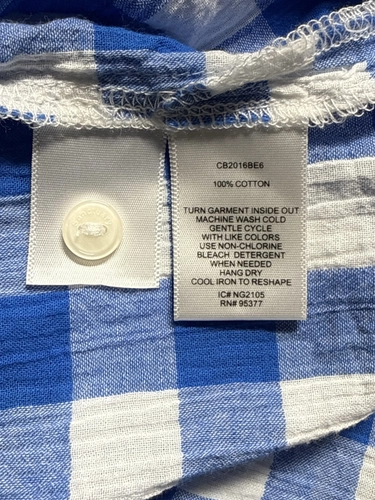 CB2016BE6
100% COTTON
TURN GARMENT INSIDE OUT
MACHINE WASH COLD
GENTLE CYCLE
WITH LIKE COLORS
USE NON-CHLORINE
BLEACH DETERGENT
WHEN NEEDED
HANG DRY
COOL IRON TO RESHAPE
IC# NG2105
RN# 95377